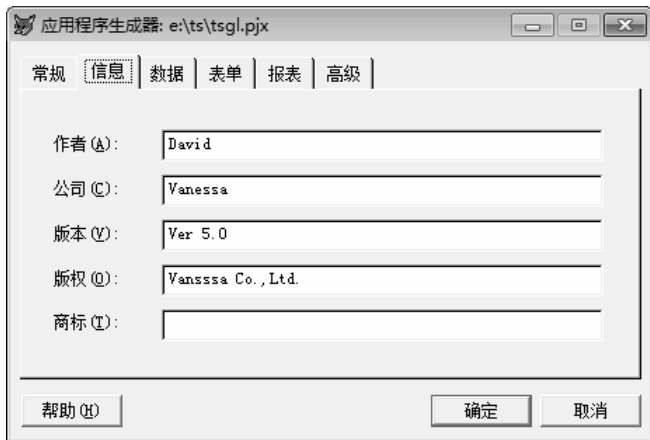 应用程序生成器: e:\ts\tsgl.pjx
常规 信息 数据 表单 报表 高级
作者(A): David
公司(C): Vanessa
版本(V): Ver 5.0
版权(O): Vansssa Co.,Ltd.
商标(T):
帮助(H) 确定 取消